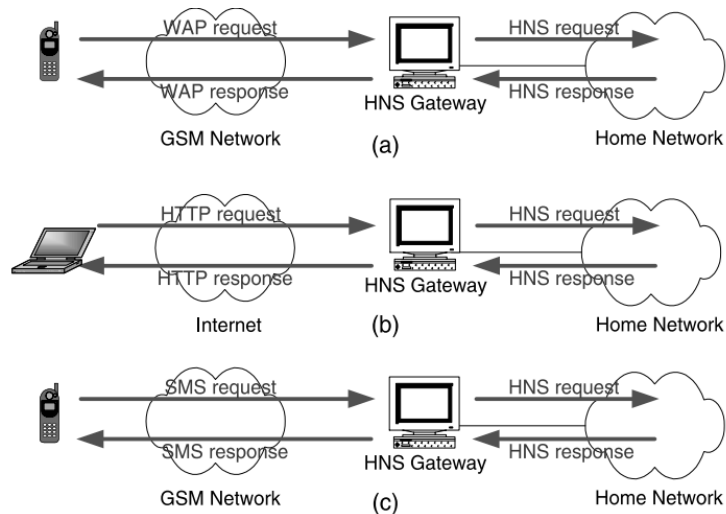 WAP request
HNS request
WAP response
HNS response
HNS Gateway
GSM Network
(a)
Home Network
HTTP request
HNS request
HTTP response
HNS response
HNS Gateway
Internet
(b)
Home Network
SMS request
HNS request
SMS response
HNS response
HNS Gateway
GSM Network
(c)
Home Network